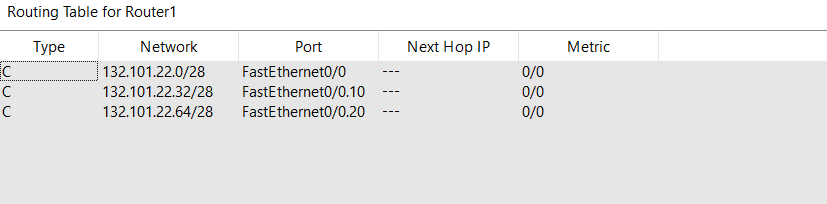 Routing Table for Router1
Type Network Port Next Hop IP Metric
C 132.101.22.0/28 FastEthernet0/0 --- 0/0
C 132.101.22.32/28 FastEthernet0/0.10 --- 0/0
C 132.101.22.64/28 FastEthernet0/0.20 --- 0/0